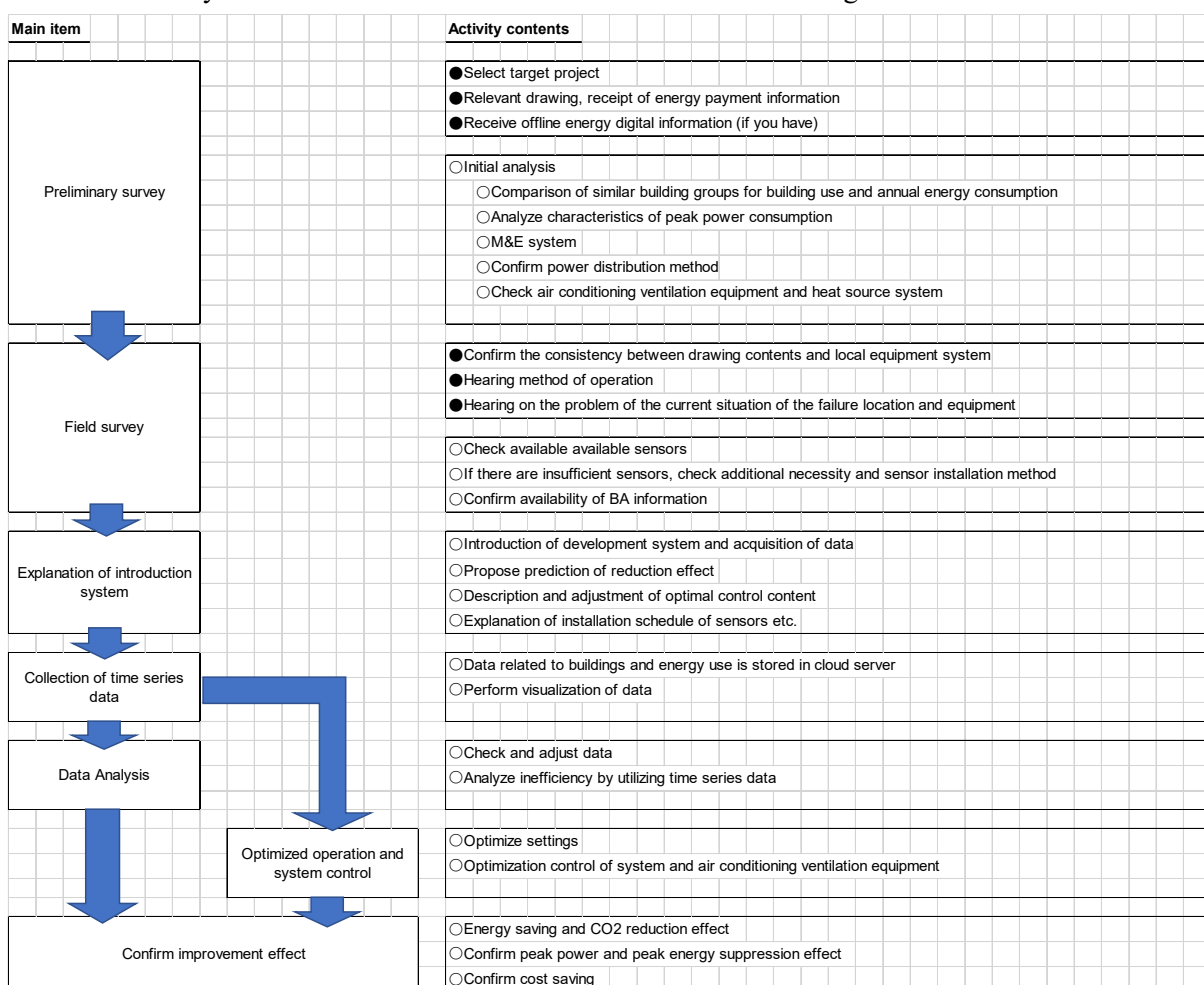 Main item
Activity contents
Preliminary survey
●Select target project
●Relevant drawing, receipt of energy payment information
●Receive offline energy digital information (if you have)
○Initial analysis
○Comparison of similar building groups for building use and annual energy consumption
○Analyze characteristics of peak power consumption
○M&E system
○Confirm power distribution method
○Check air conditioning ventilation equipment and heat source system
Field survey
●Confirm the consistency between drawing contents and local equipment system
●Hearing method of operation
●Hearing on the problem of the current situation of the failure location and equipment
○Check available available sensors
○If there are insufficient sensors, check additional necessity and sensor installation method
○Confirm availability of BA information
Explanation of introduction
system
○Introduction of development system and acquisition of data
○Propose prediction of reduction effect
○Description and adjustment of optimal control content
○Explanation of installation schedule of sensors etc.
Collection of time series
data
○Data related to buildings and energy use is stored in cloud server
○Perform visualization of data
Data Analysis
○Check and adjust data
○Analyze inefficiency by utilizing time series data
Optimized operation and
system control
○Optimize settings
○Optimization control of system and air conditioning ventilation equipment
Confirm improvement effect
○Energy saving and CO2 reduction effect
○Confirm peak power and peak energy suppression effect
○Confirm cost saving